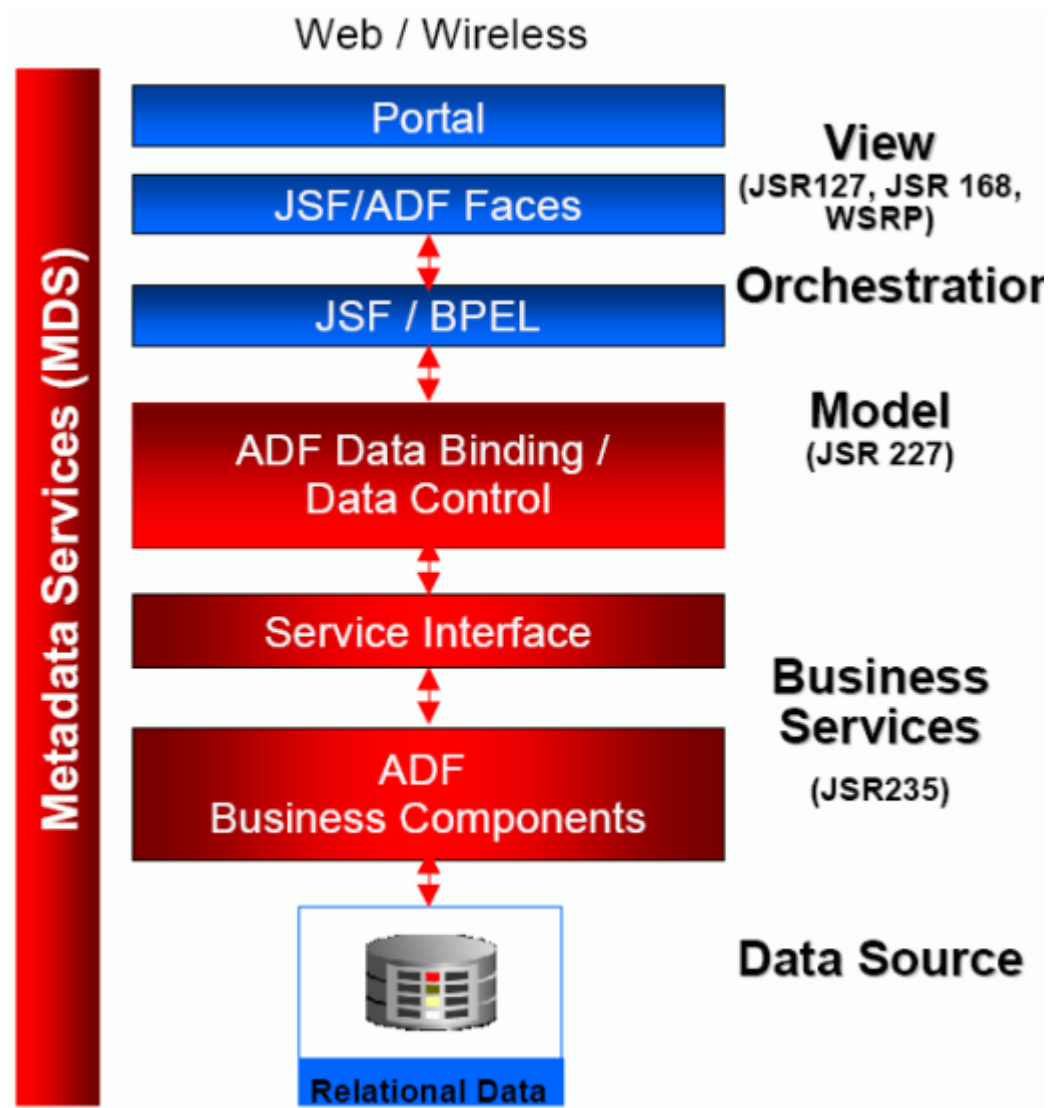 Web / Wireless
Metadata Services (MDS)
Portal
View
(JSR127, JSR 168,
WSRP)
JSF/ADF Faces
Orchestration
JSF / BPEL
Model
(JSR 227)
ADF Data Binding /
Data Control
Service Interface
Business
Services
(JSR235)
ADF
Business Components
Data Source
Relational Data